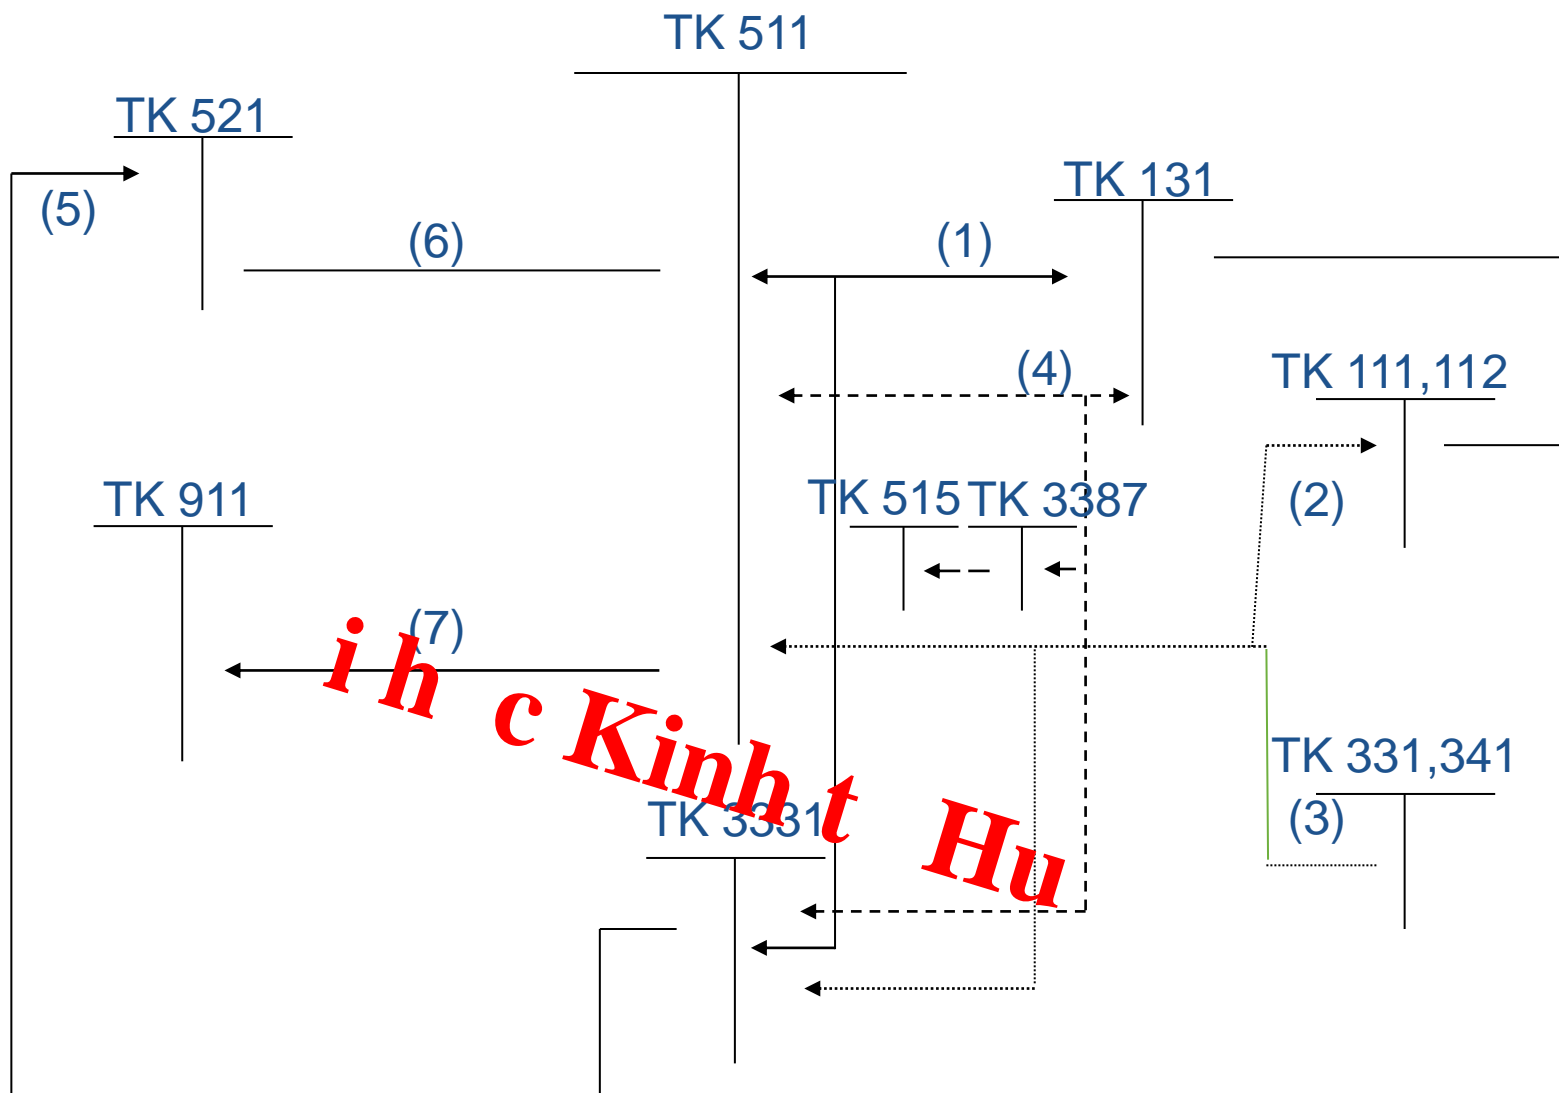 TK 511
TK 521
TK 131
(5)
(6)
(1)
(4)
TK 111,112
TK 911
TK 515
TK 3387
(2)
(7)
i h c Kinh t Hu
TK 331,341
TK 3331
(3)